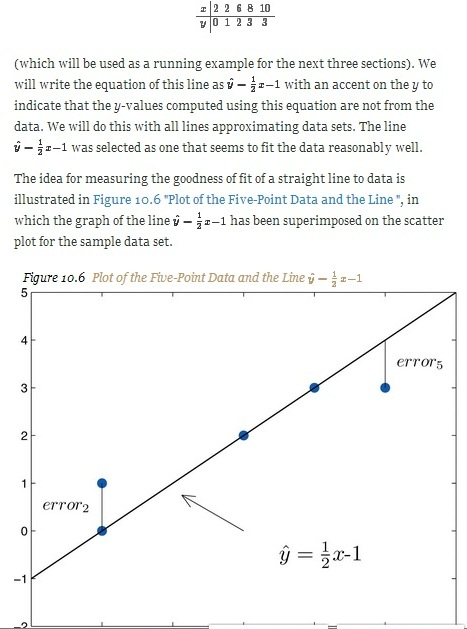 x 2 2 6 8 10
y 0 1 2 3 3
(which will be used as a running example for the next three sections). We
will write the equation of this line as ŷ = ½ x−1 with an accent on the y to
indicate that the y-values computed using this equation are not from the
data. We will do this with all lines approximating data sets. The line
ŷ = ½ x−1 was selected as one that seems to fit the data reasonably well.
The idea for measuring the goodness of fit of a straight line to data is
illustrated in Figure 10.6 "Plot of the Five-Point Data and the Line ", in
which the graph of the line ŷ = ½ x−1 has been superimposed on the scatter
plot for the sample data set.
Figure 10.6 Plot of the Five-Point Data and the Line ŷ = ½ x−1
5
4
error₅
3
2
1
error₂
0
ŷ = ½x-1
−1
−2